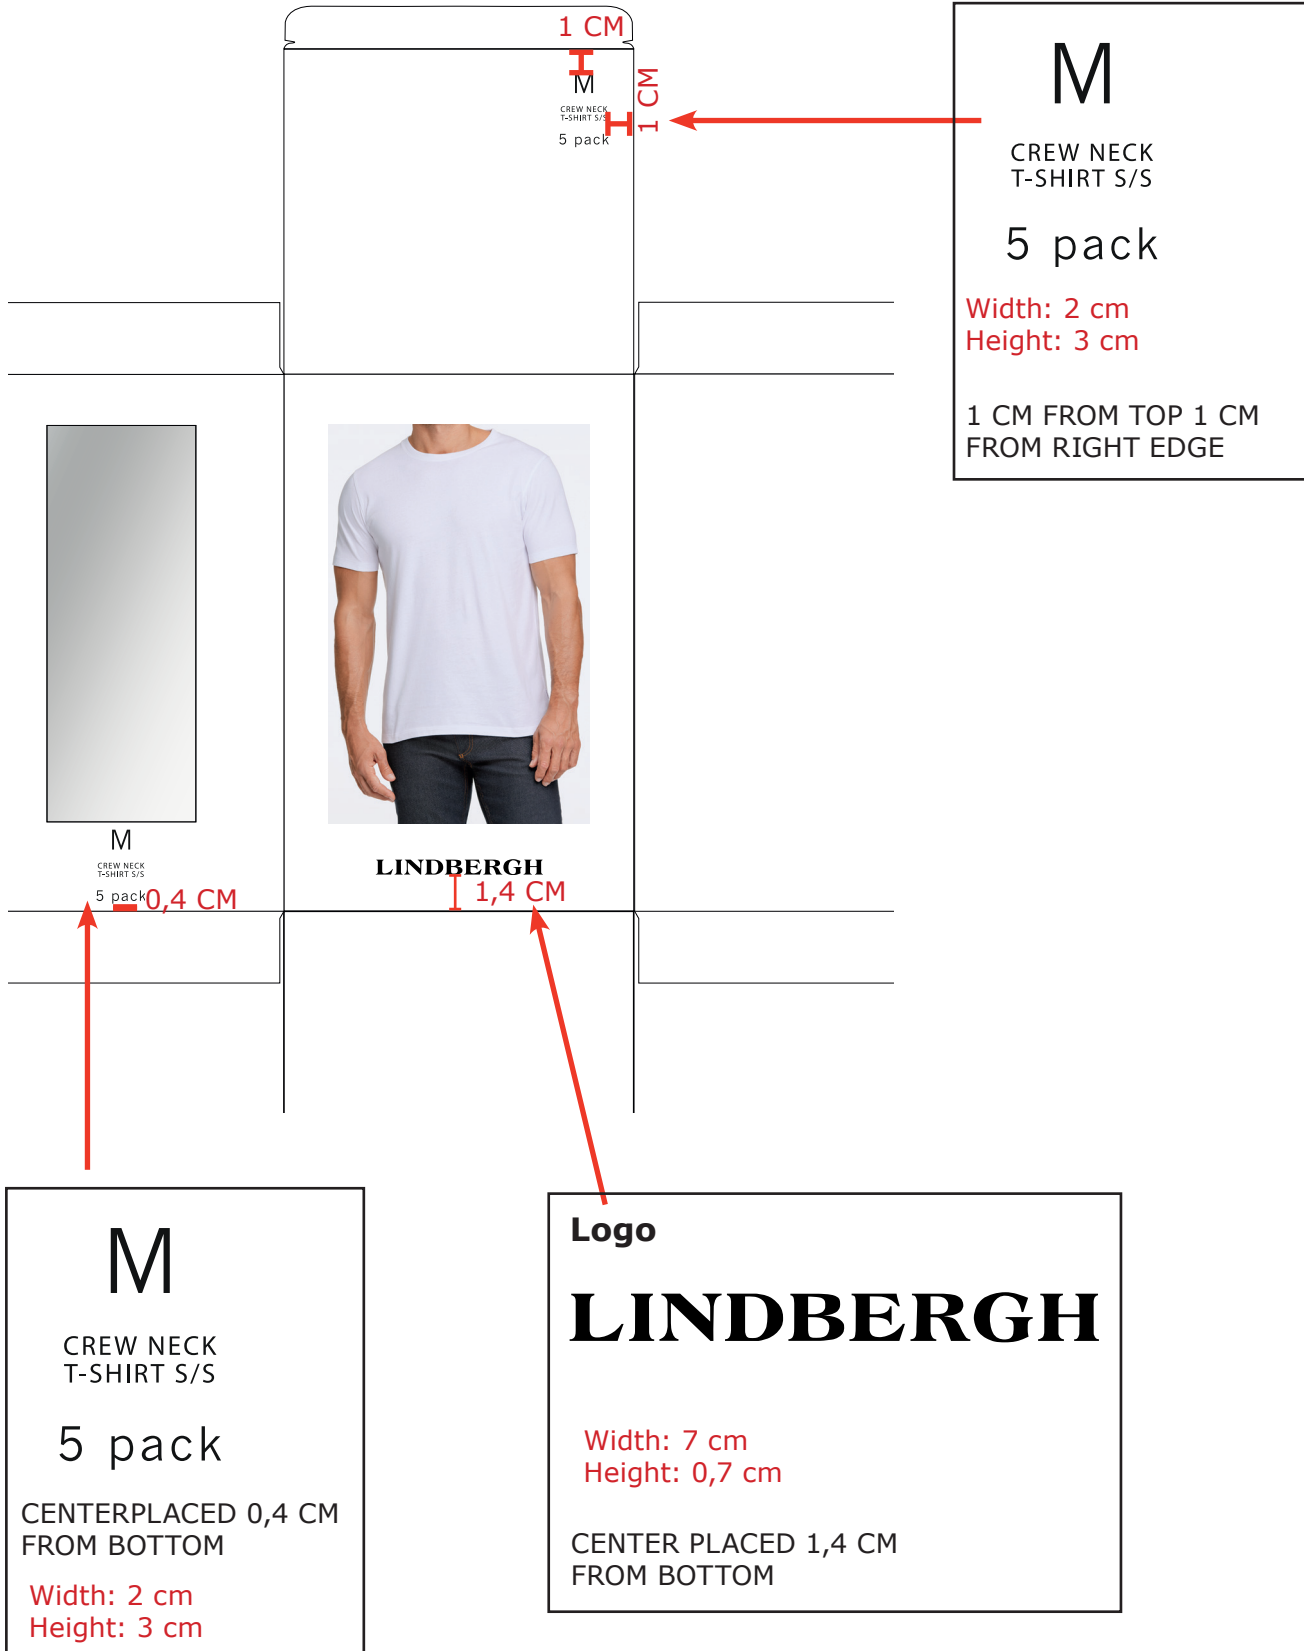 1 CM
M
CREW NECK
T-SHIRT S/S
5 pack
1 CM
M
CREW NECK
T-SHIRT S/S
5 pack
Width: 2 cm
Height: 3 cm
1 CM FROM TOP 1 CM
FROM RIGHT EDGE
M
CREW NECK
T-SHIRT S/S
5 pack
0,4 CM
LINDBERGH
1,4 CM
M
CREW NECK
T-SHIRT S/S
5 pack
CENTERPLACED 0,4 CM
FROM BOTTOM
Width: 2 cm
Height: 3 cm
Logo
LINDBERGH
Width: 7 cm
Height: 0,7 cm
CENTER PLACED 1,4 CM
FROM BOTTOM